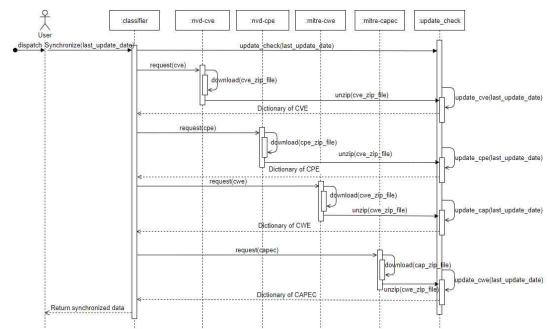 :classifier
:nvd-cve
:nvd-cpe
:mitre-cwe
:mitre-capec
:update_check
User
dispatch Synchronize(last_update_date)
update_check(last_update_date)
request(cve)
download(cve_zip_file)
unzip(cve_zip_file)
update_cve(last_update_date)
Dictionary of CVE
request(cpe)
download(cpe_zip_file)
unzip(cve_zip_file)
update_cpe(last_update_date)
Dictionary of CPE
request(cwe)
download(cwe_zip_file)
unzip(cwe_zip_file)
update_cap(last_update_date)
Dictionary of CWE
request(capec)
download(cap_zip_file)
update_cwe(last_update_date)
unzip(cve_zip_file)
Dictionary of CAPEC
Return synchronized data